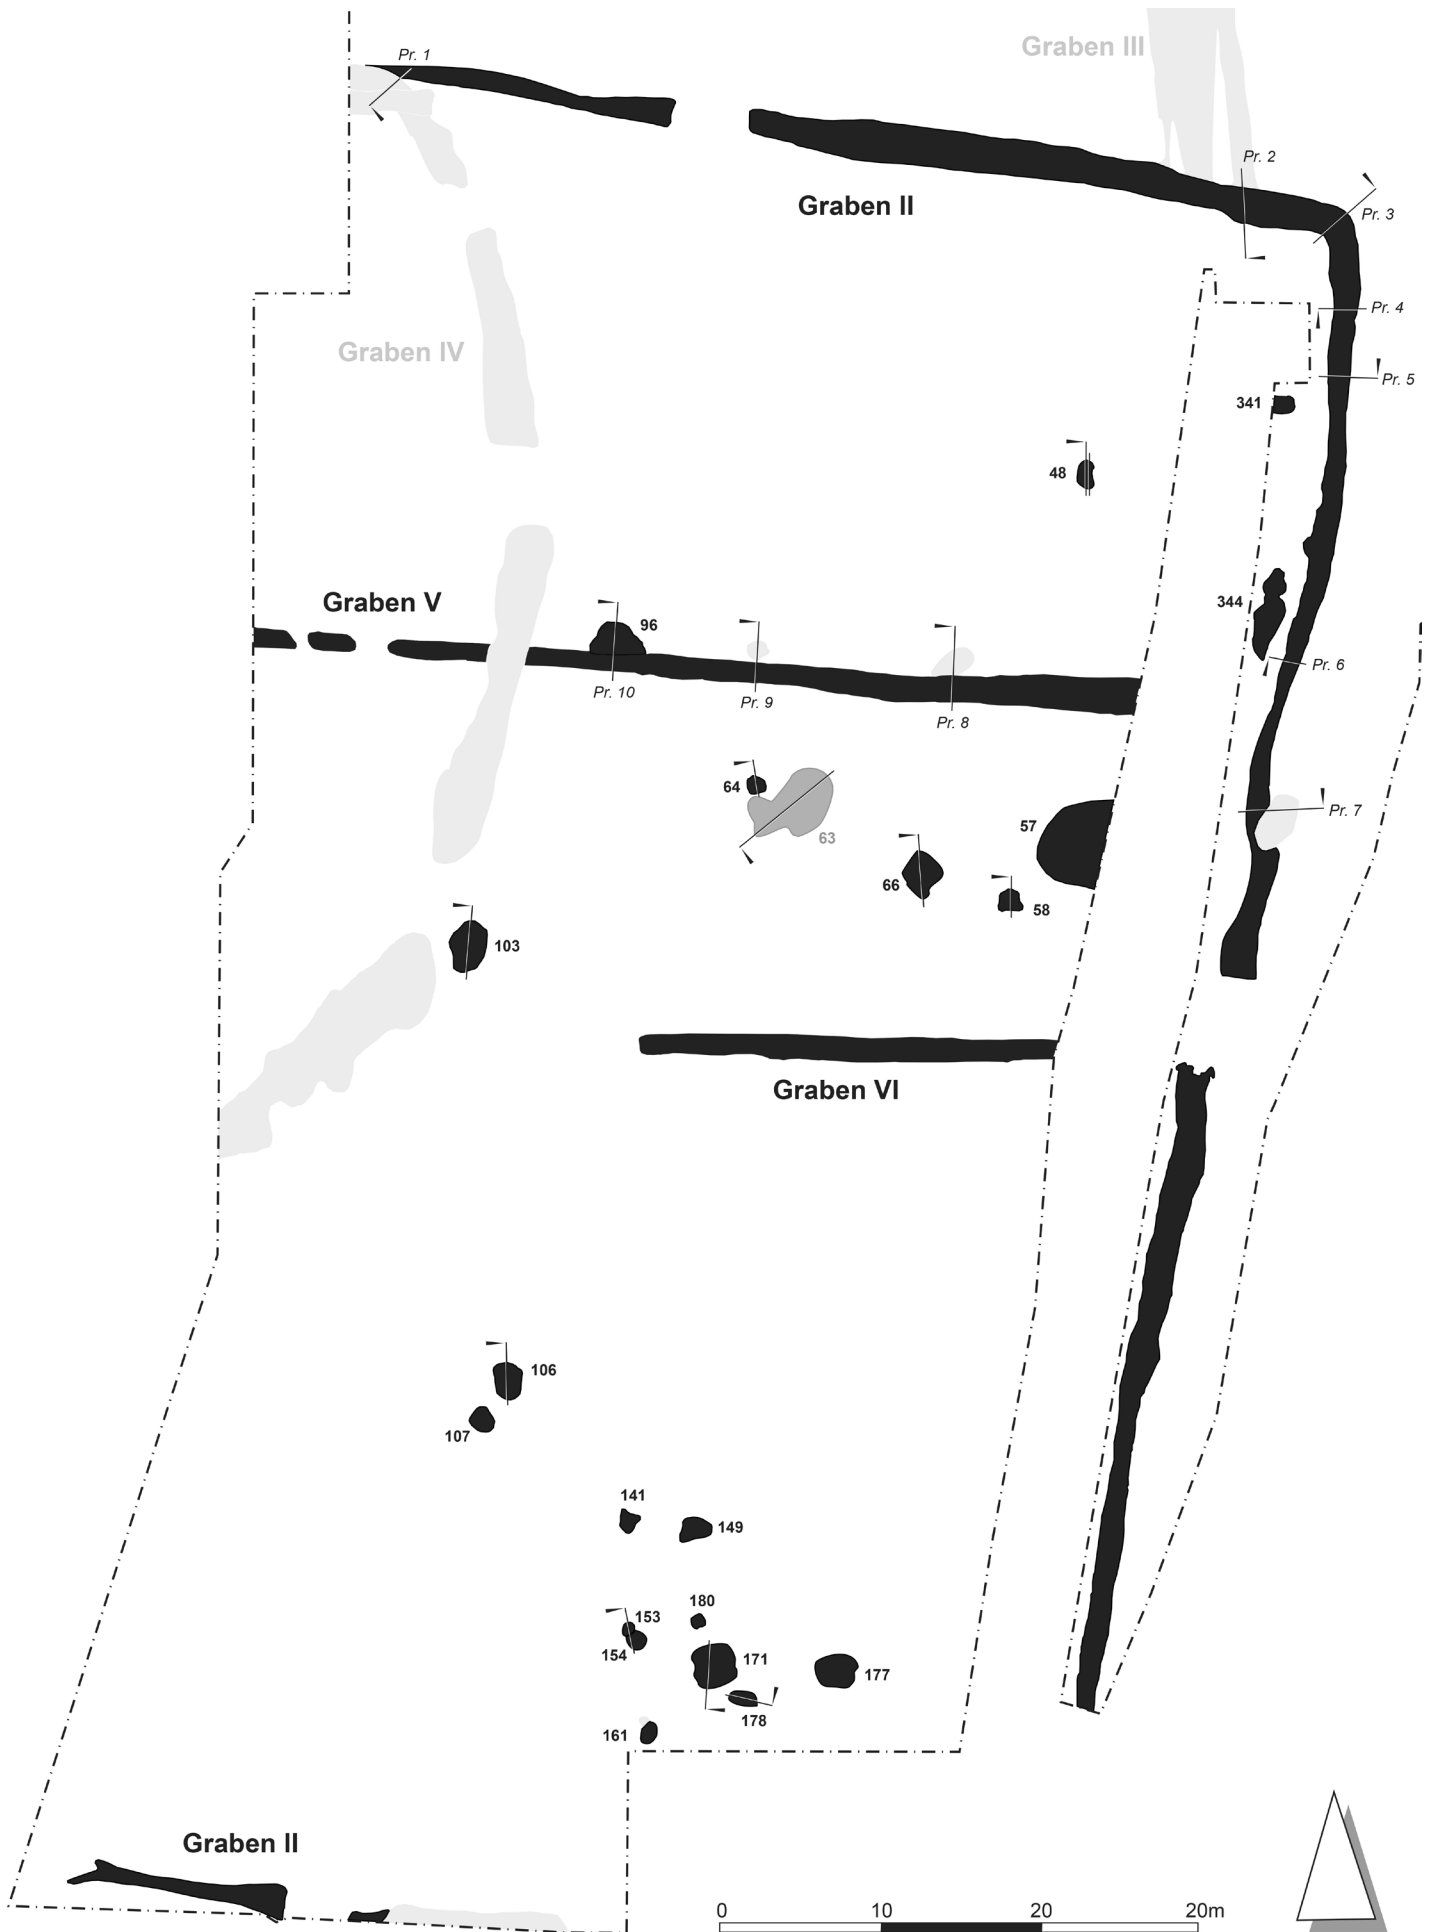 Graben III
Pr. 1
Pr. 2
Graben II
Pr. 3
Pr. 4
Graben IV
Pr. 5
341
48
Graben V
344
96
Pr. 6
Pr. 10
Pr. 9
Pr. 8
64
63
57
Pr. 7
66
58
103
Graben VI
106
107
141
149
180
153
154
171
177
178
161
Graben II
0 10 20 20m